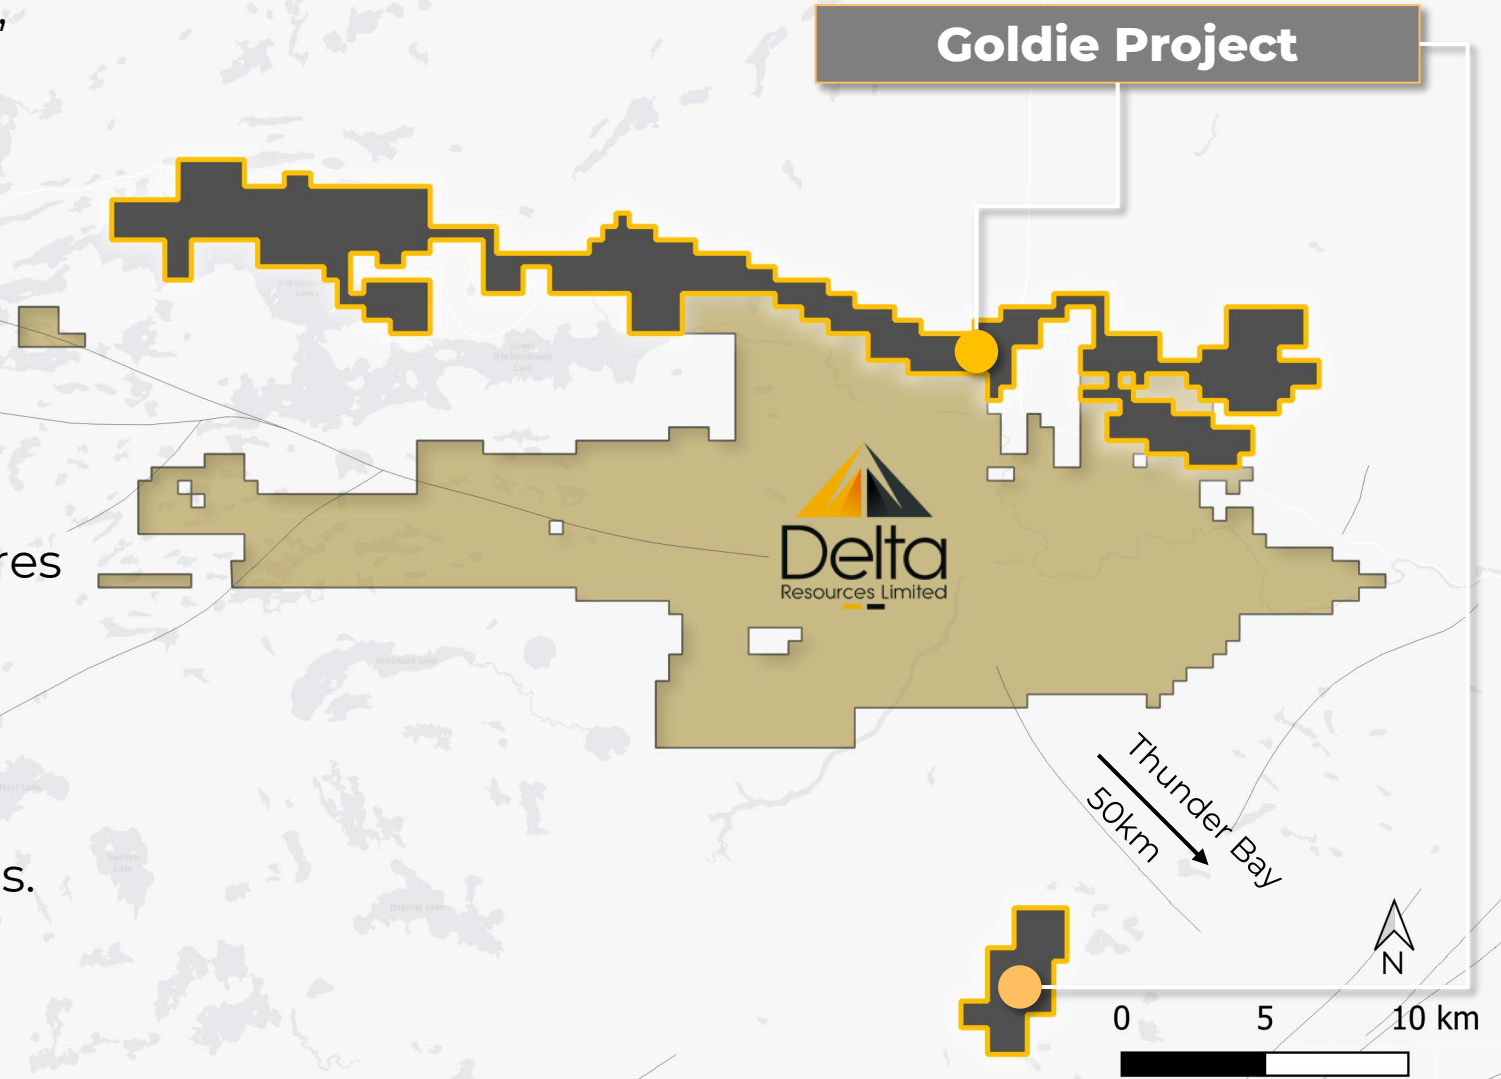 ”
Goldie Project
res
Delta
Resources Limited
Thunder Bay
50km
s.
N
0 5 10 km